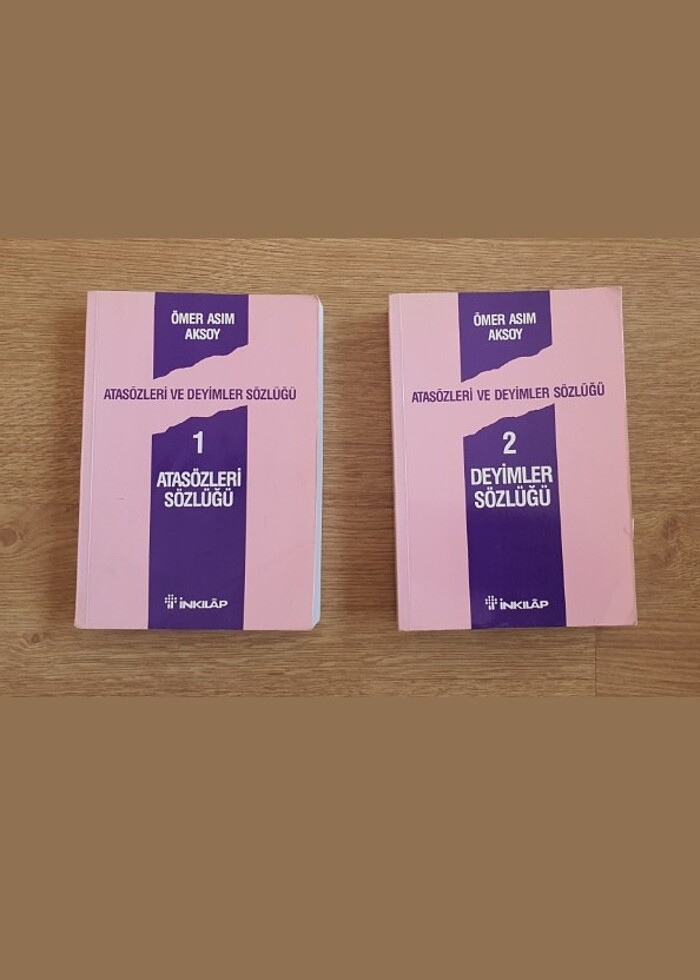 ÖMER ASIM
AKSOY
ATASÖZLERİ VE DEYİMLER SÖZLÜĞÜ
1
ATASÖZLERİ
SÖZLÜĞÜ
İNKILÂP
ÖMER ASIM
AKSOY
ATASÖZLERİ VE DEYİMLER SÖZLÜĞÜ
2
DEYİMLER
SÖZLÜĞÜ
İNKILÂP